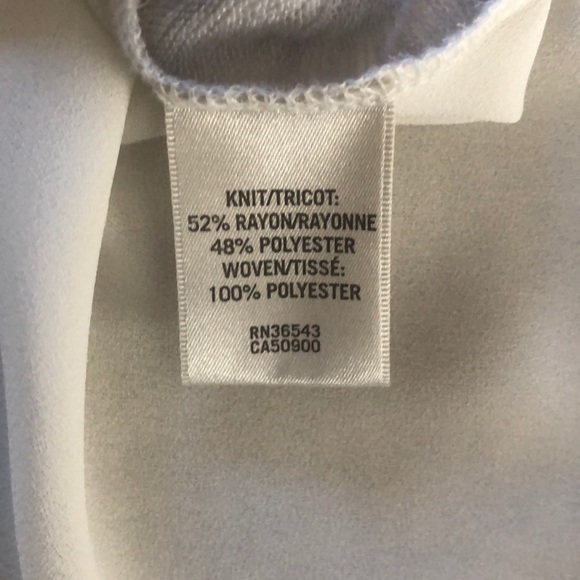 KNIT/TRICOT:
52% RAYON/RAYONNE
48% POLYESTER
WOVEN/TISSÉ:
100% POLYESTER
RN36543
CA50900